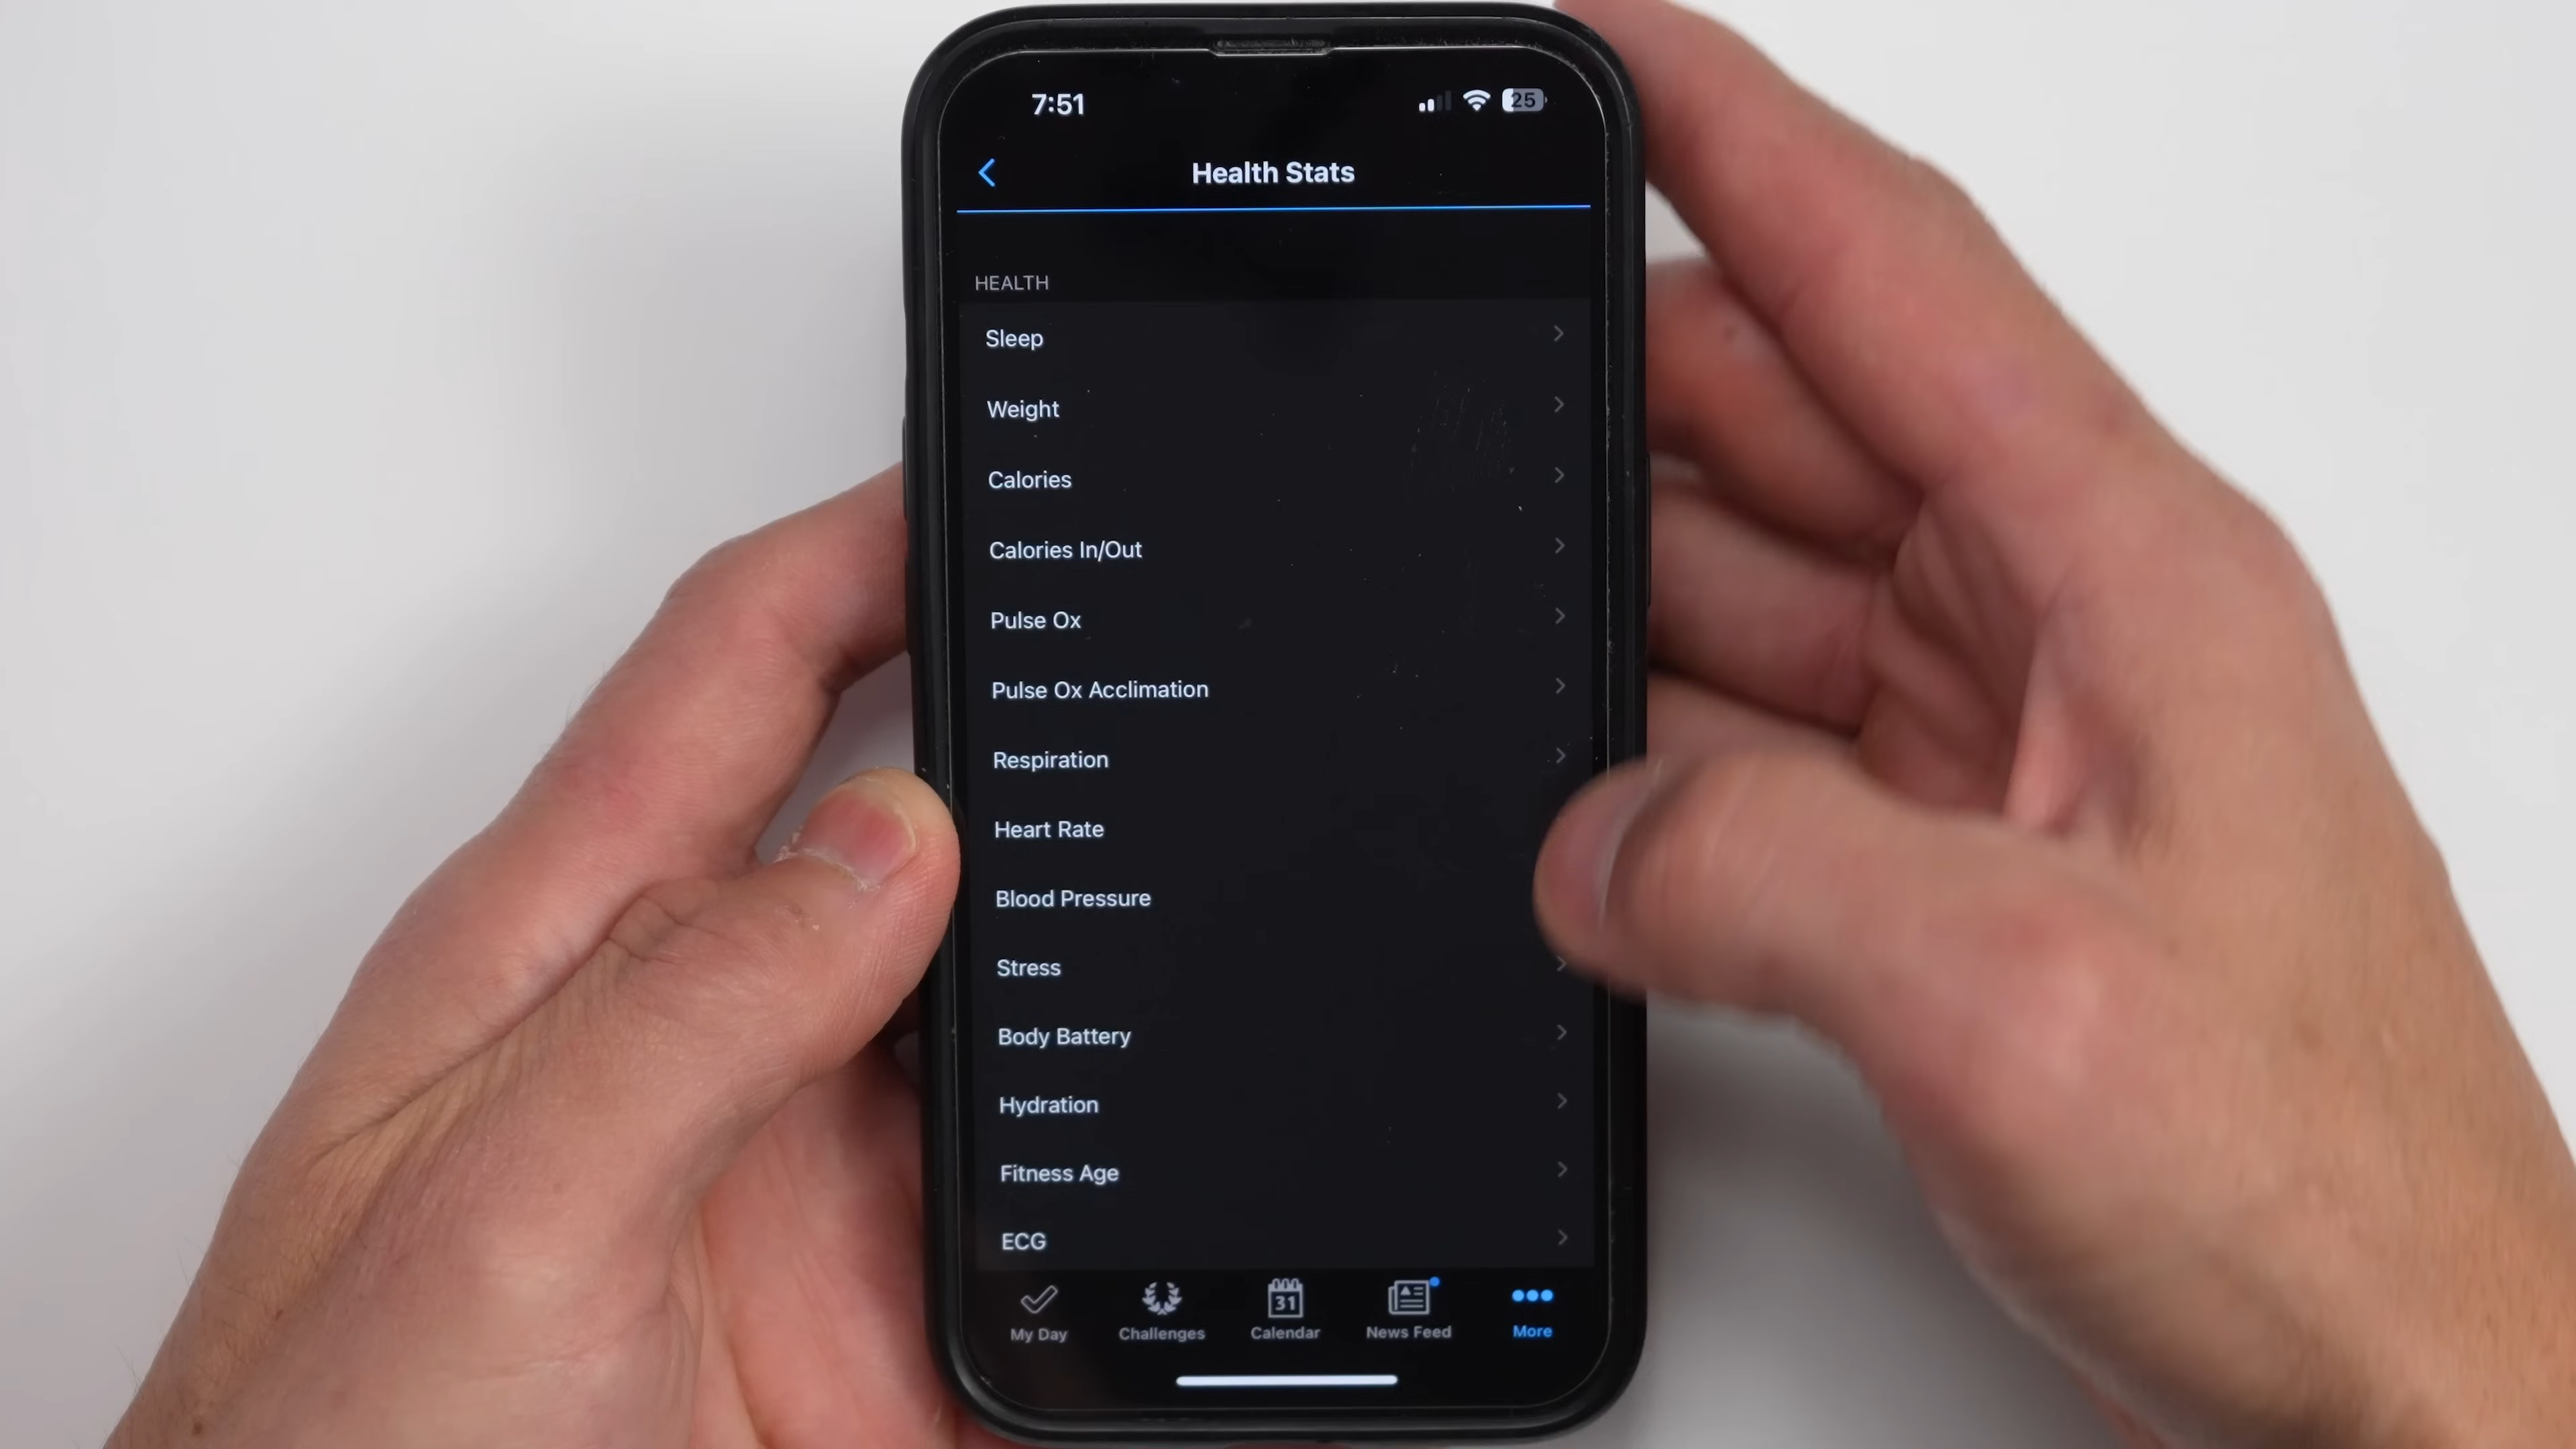 7:51
25
Health Stats
HEALTH
Sleep
Weight
Calories
Calories In/Out
Pulse Ox
Pulse Ox Acclimation
Respiration
Heart Rate
Blood Pressure
Stress
Body Battery
Hydration
Fitness Age
ECG
31
My Day
Challenges
Calendar
News Feed
More